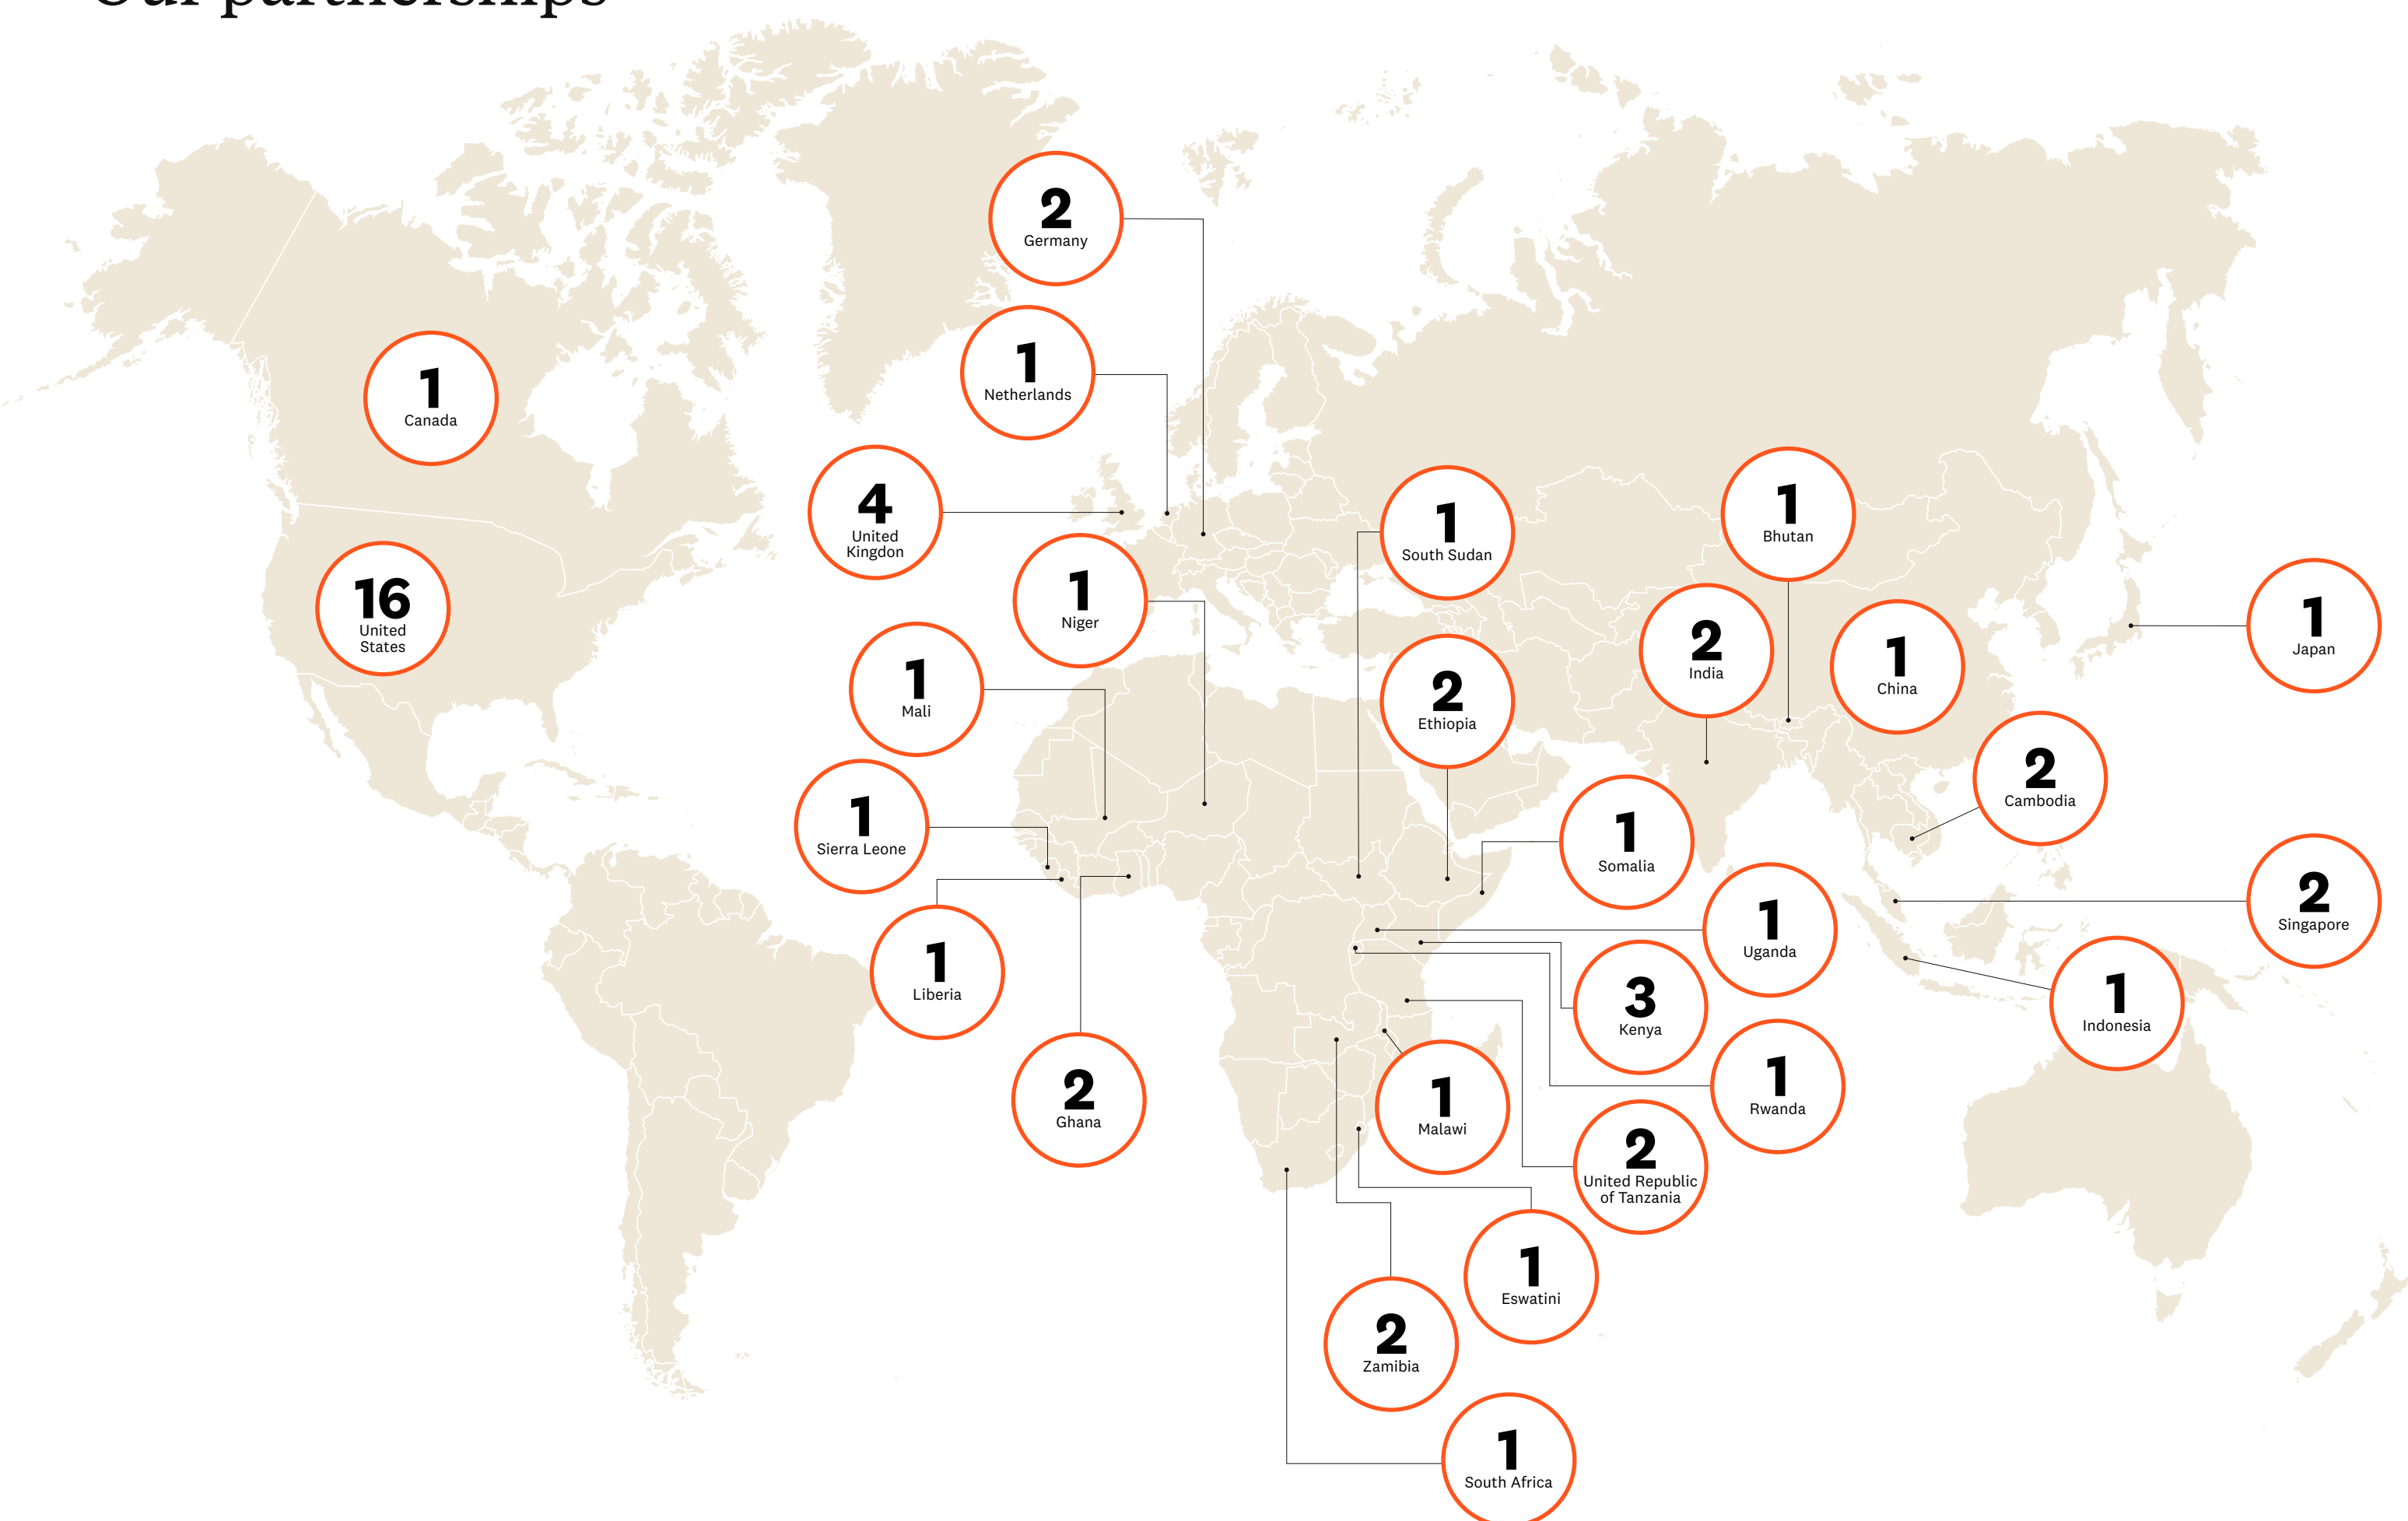 Our partnerships
2
Germany
1
Netherlands
1
Canada
4
United
Kingdon
1
South Sudan
1
Bhutan
16
United
States
1
Niger
1
Mali
2
Ethiopia
2
India
1
China
1
Japan
2
Cambodia
1
Sierra Leone
1
Somalia
2
Singapore
1
Liberia
1
Uganda
3
Kenya
1
Indonesia
2
Ghana
1
Malawi
1
Rwanda
2
United Republic
of Tanzania
1
Eswatini
2
Zamibia
1
South Africa